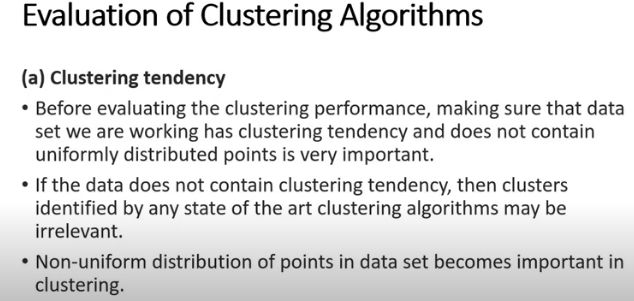 Evaluation of Clustering Algorithms
(a) Clustering tendency
• Before evaluating the clustering performance, making sure that data
set we are working has clustering tendency and does not contain
uniformly distributed points is very important.
• If the data does not contain clustering tendency, then clusters
identified by any state of the art clustering algorithms may be
irrelevant.
• Non-uniform distribution of points in data set becomes important in
clustering.